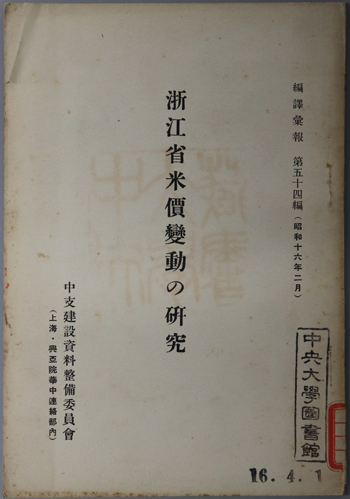 編譯彙報 第五十四編（昭和十六年二月）
浙江省米價變動の研究
中支建設資料整備委員會
（上海・興亞院華中連絡部內）
中央大學圖書館
16. 4. 1